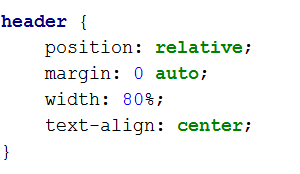 header {
    position: relative;
    margin: 0 auto;
    width: 80%;
    text-align: center;
}